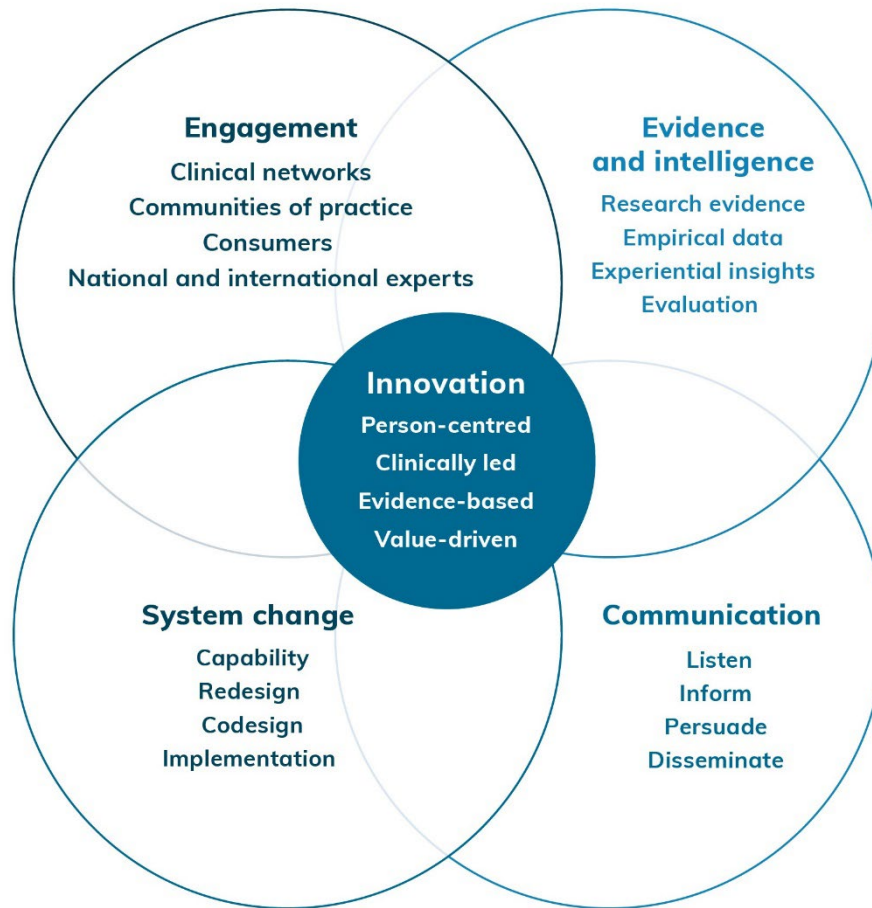 Engagement
Clinical networks
Communities of practice
Consumers
National and international experts
Evidence
and intelligence
Research evidence
Empirical data
Experiential insights
Evaluation
Innovation
Person-centred
Clinically led
Evidence-based
Value-driven
System change
Capability
Redesign
Codesign
Implementation
Communication
Listen
Inform
Persuade
Disseminate